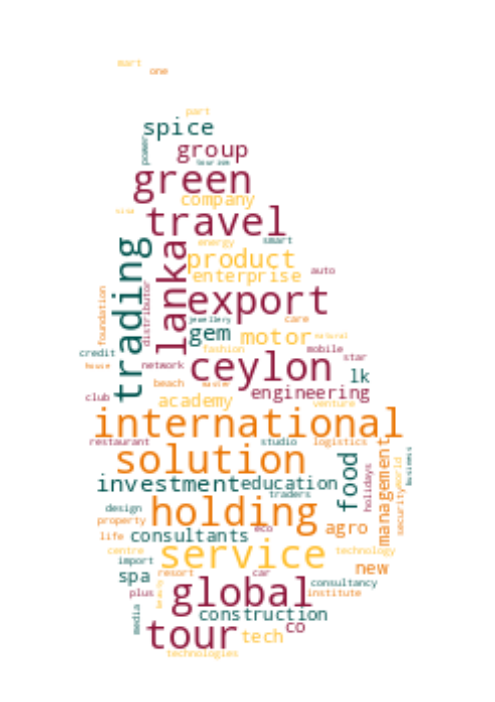 mart
one
part
spice
power
group
tourism
green
company
star
travel
energy
smart
trading
lanka
product
enterprise
auto
foundation
distributor
export
jewellery
care
gem
motor
natural
credit
fashion
mobile
house
network
ceylon
star
lk
beach
master
club
academy
engineering
venture
international
restaurant
studio
logistics
solution
management
business
investment
education
food
holidays
security
world
traders
design
holding
property
eco
agro
life
consultants
centre
service
technology
import
spa
resort
car
new
consultancy
plus
beauty
global
institute
media
construction
tour
tech
co
technologies